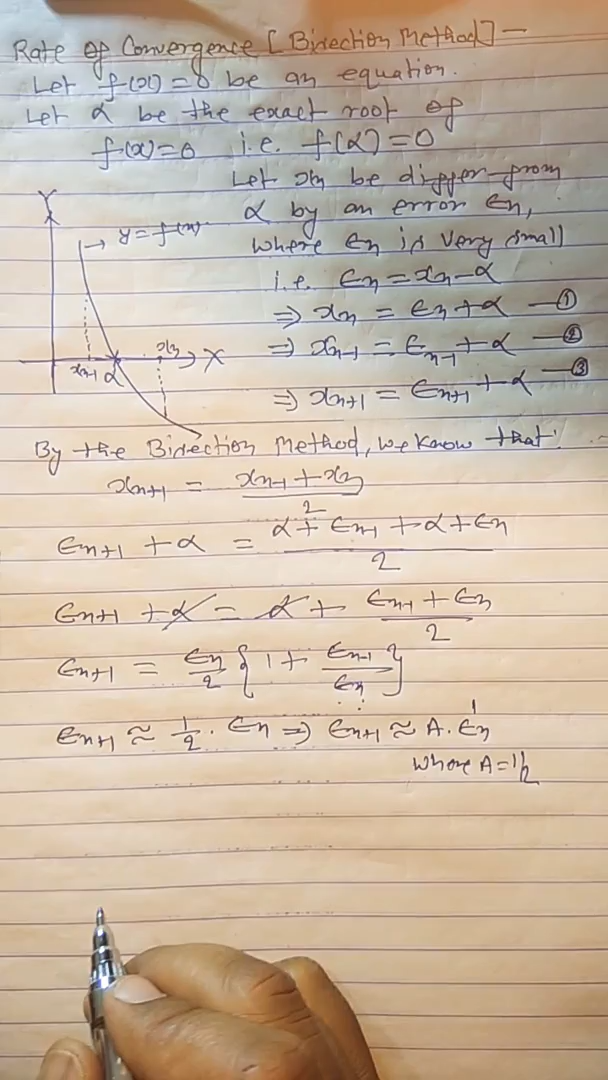 Rate of Convergence [Bisection Method] —
Let f(x) = 0 be an equation.
Let α be the exact root of
f(x) = 0 i.e. f(α) = 0
Let xn be differ from
α by an error ϵn,
where ϵn is very small
i.e. ϵn = xn - α
⇒ xn = ϵn + α — ①
⇒ xn-1 = ϵn-1 + α — ②
⇒ xn+1 = ϵn+1 + α — ③
Y
→ y = f(x)
xn-1 α xn → X
By the Bisection Method, we know that:
xn+1 = (xn-1 + xn)/2
ϵn+1 + α = (α + ϵn-1 + α + ϵn)/2
ϵn+1 + α = α + (ϵn-1 + ϵn)/2
ϵn+1 = ϵn/2 { 1 + ϵn-1/ϵn }
ϵn+1 ≈ 1/2 · ϵn ⇒ ϵn+1 ≈ A · ϵn^1
where A = 1/2